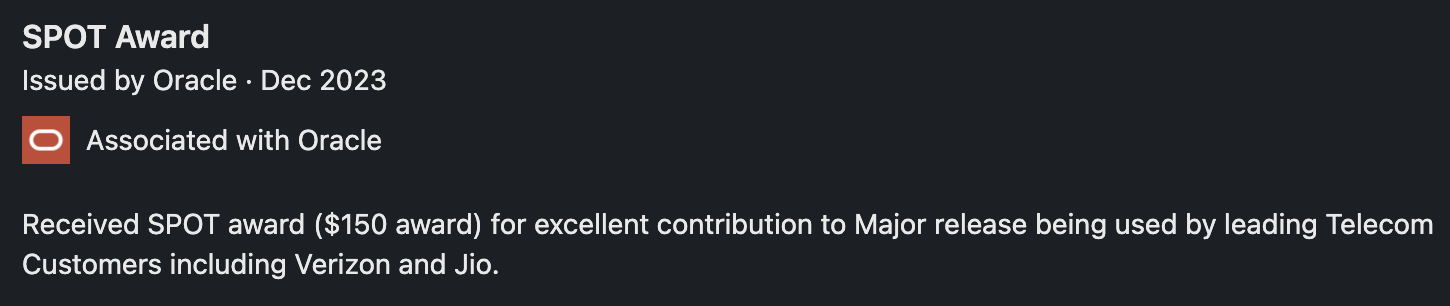 SPOT Award
Issued by Oracle · Dec 2023
Associated with Oracle
Received SPOT award ($150 award) for excellent contribution to Major release being used by leading Telecom
Customers including Verizon and Jio.